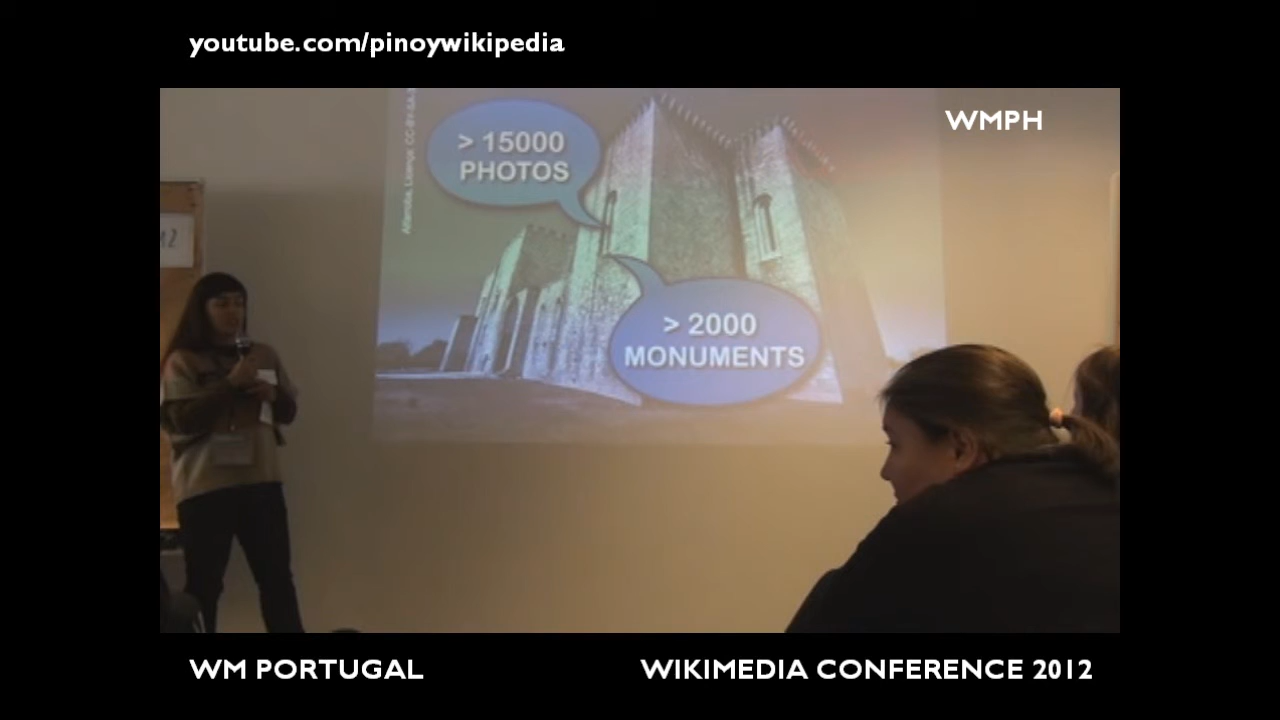 youtube.com/pinoywikipedia
WMPH
> 15000
PHOTOS
> 2000
MONUMENTS
WM PORTUGAL
WIKIMEDIA CONFERENCE 2012